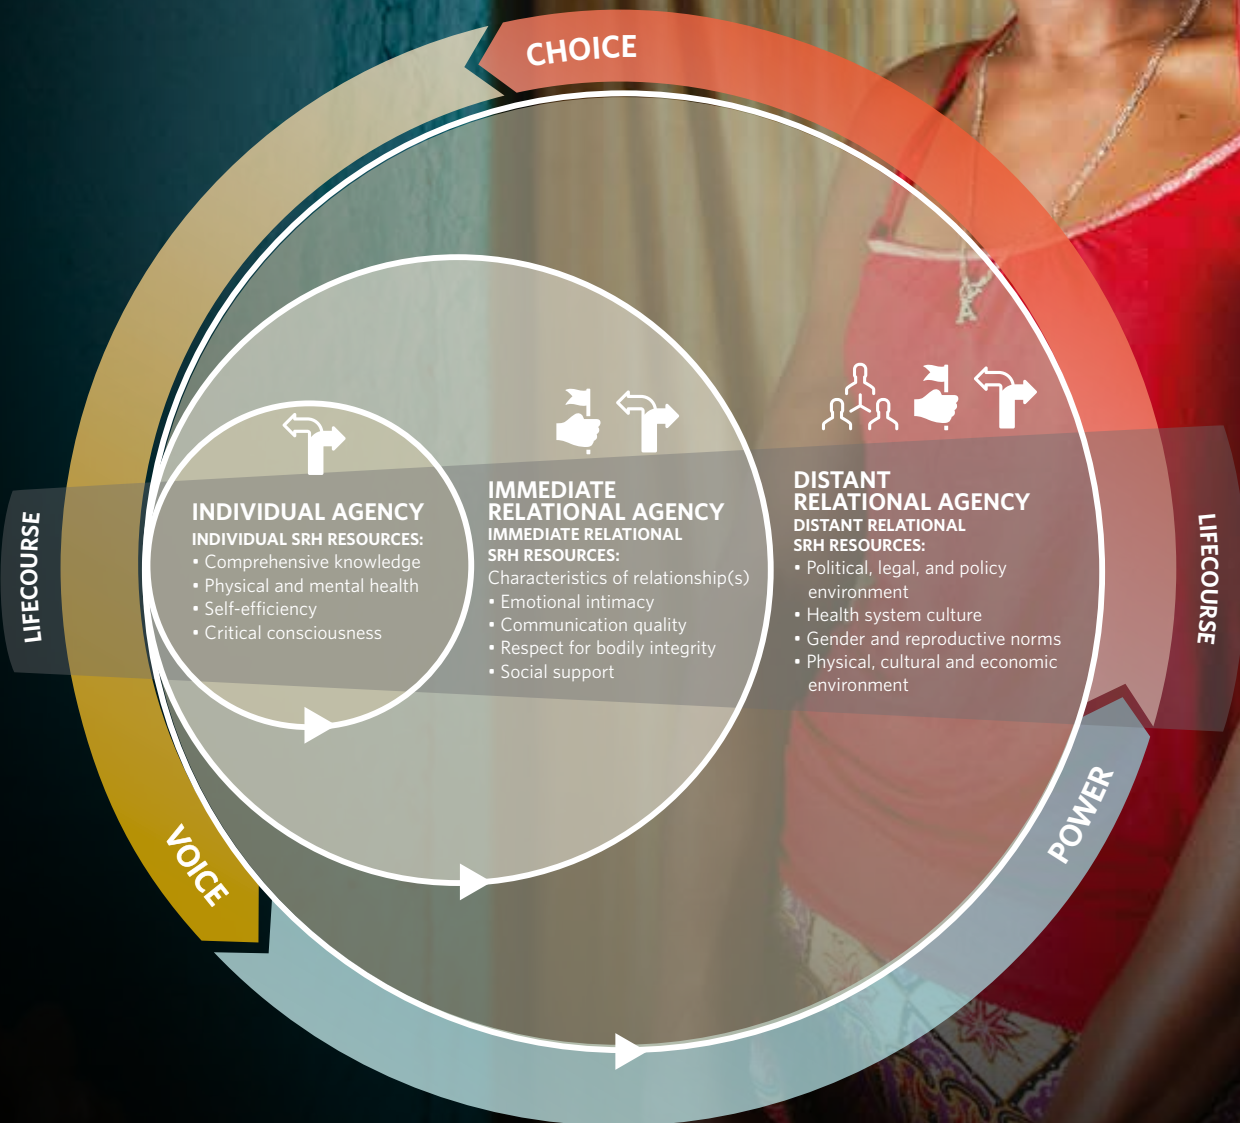 CHOICE
LIFECOURSE
INDIVIDUAL AGENCY
INDIVIDUAL SRH RESOURCES:
• Comprehensive knowledge
• Physical and mental health
• Self-efficiency
• Critical consciousness
IMMEDIATE
RELATIONAL AGENCY
IMMEDIATE RELATIONAL
SRH RESOURCES:
Characteristics of relationship(s)
• Emotional intimacy
• Communication quality
• Respect for bodily integrity
• Social support
DISTANT
RELATIONAL AGENCY
DISTANT RELATIONAL
SRH RESOURCES:
• Political, legal, and policy
environment
• Health system culture
• Gender and reproductive norms
• Physical, cultural and economic
environment
LIFECOURSE
VOICE
POWER
A